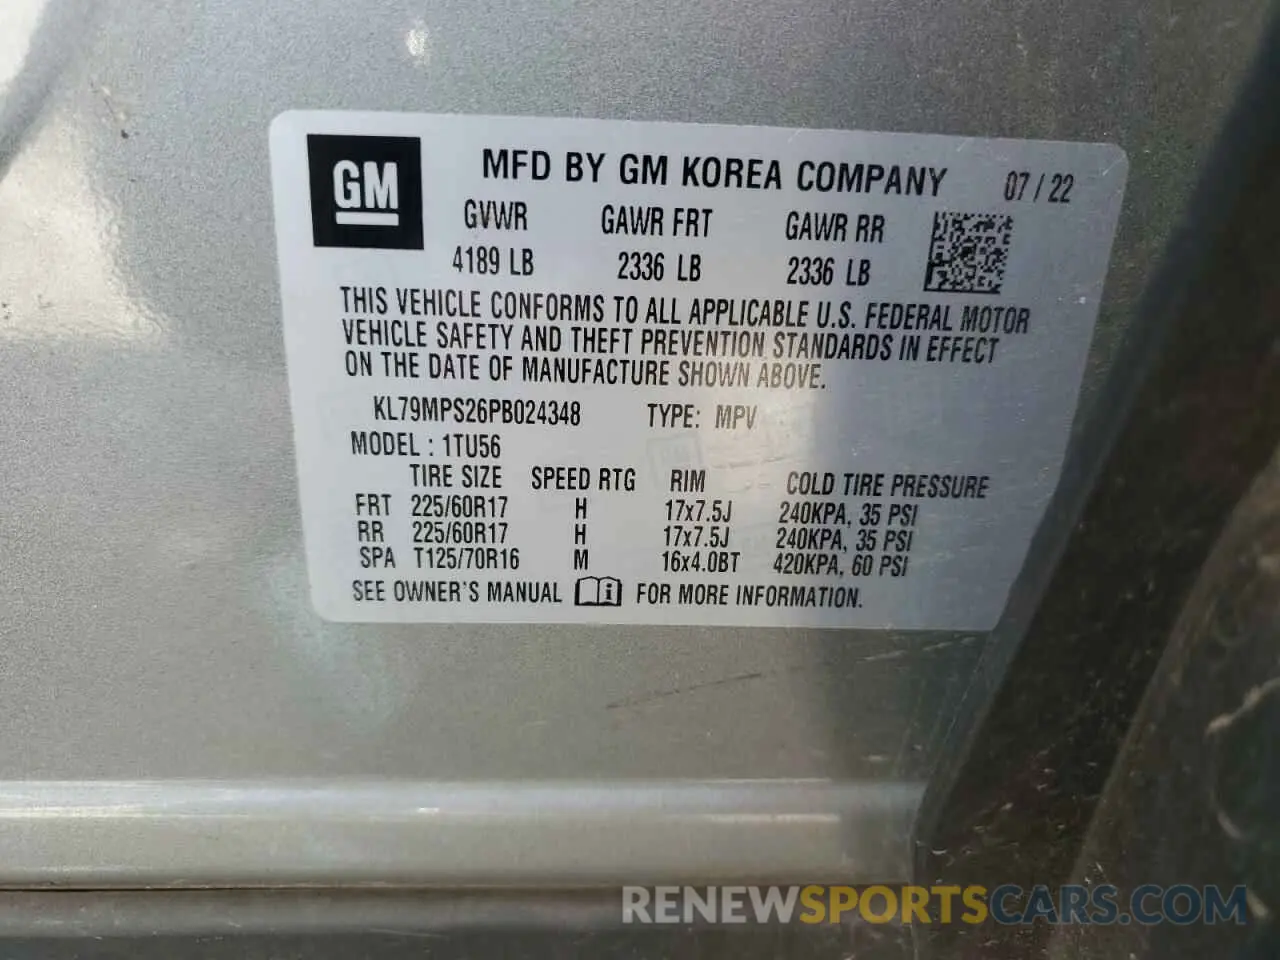 GM
MFD BY GM KOREA COMPANY 07 / 22
GVWR GAWR FRT GAWR RR
4189 LB 2336 LB 2336 LB
THIS VEHICLE CONFORMS TO ALL APPLICABLE U.S. FEDERAL MOTOR
VEHICLE SAFETY AND THEFT PREVENTION STANDARDS IN EFFECT
ON THE DATE OF MANUFACTURE SHOWN ABOVE.
KL79MPS26PB024348 TYPE: MPV
MODEL : 1TU56
TIRE SIZE SPEED RTG RIM COLD TIRE PRESSURE
FRT 225/60R17 H 17x7.5J 240KPA, 35 PSI
RR 225/60R17 H 17x7.5J 240KPA, 35 PSI
SPA T125/70R16 M 16x4.0BT 420KPA, 60 PSI
SEE OWNER'S MANUAL FOR MORE INFORMATION.
RENEWSPORTSCARS.COM